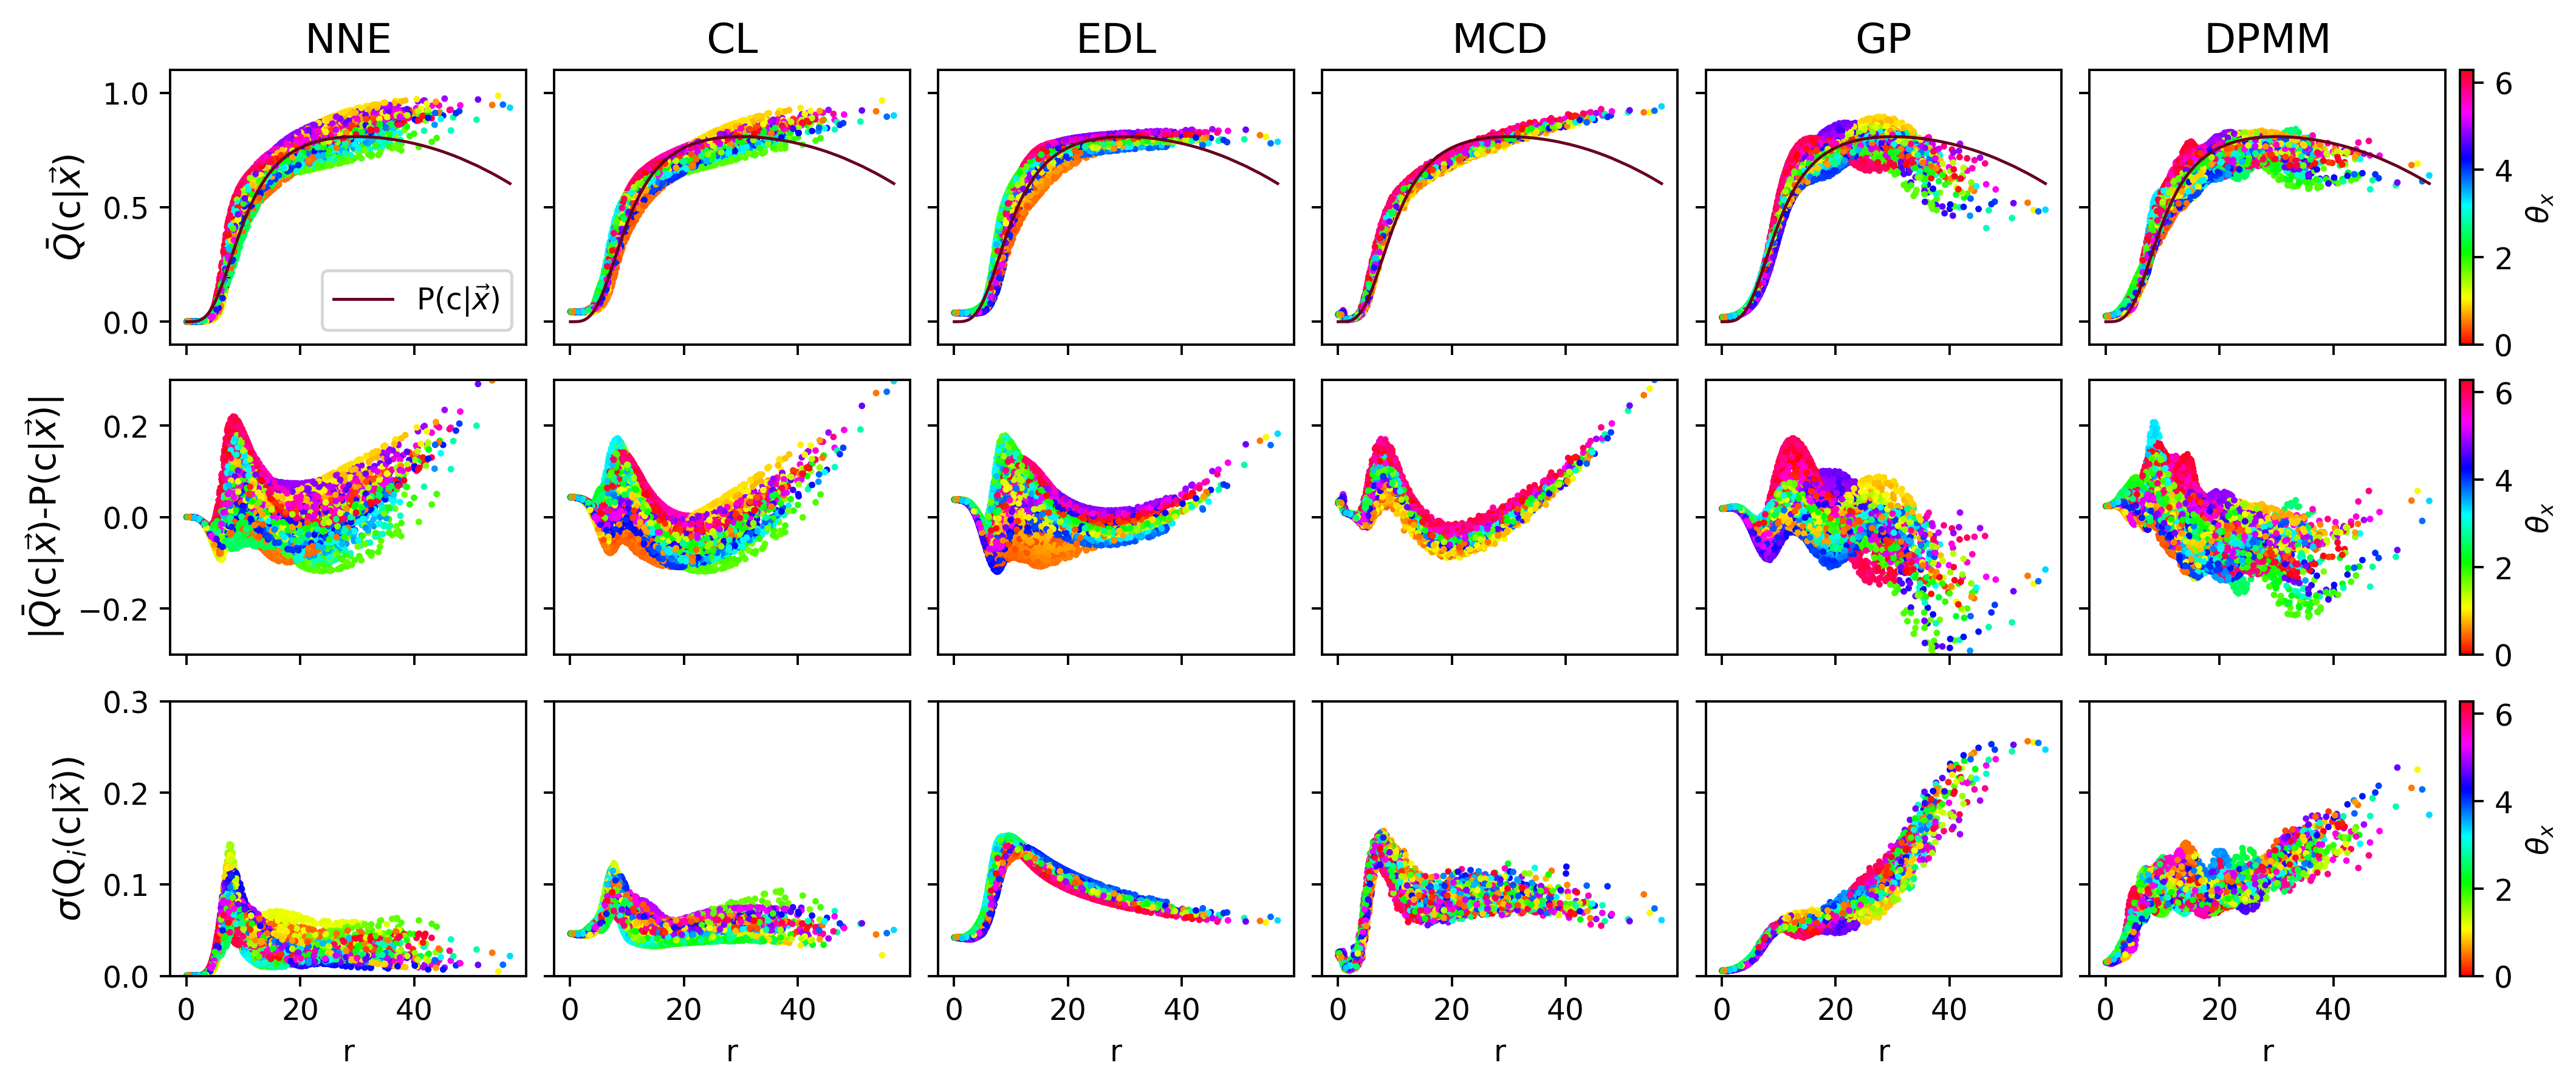 NNE CL EDL MCD GP DPMM
Q̄(c|x⃗)
1.0
0.5
0.0
P(c|x⃗)
6
4
2
0
θₓ
|Q̄(c|x⃗)-P(c|x⃗)|
0.2
0.0
−0.2
6
4
2
0
θₓ
σ(Qᵢ(c|x⃗))
0.3
0.2
0.1
0.0
6
4
2
0
θₓ
0 20 40 0 20 40 0 20 40 0 20 40 0 20 40 0 20 40
r r r r r r